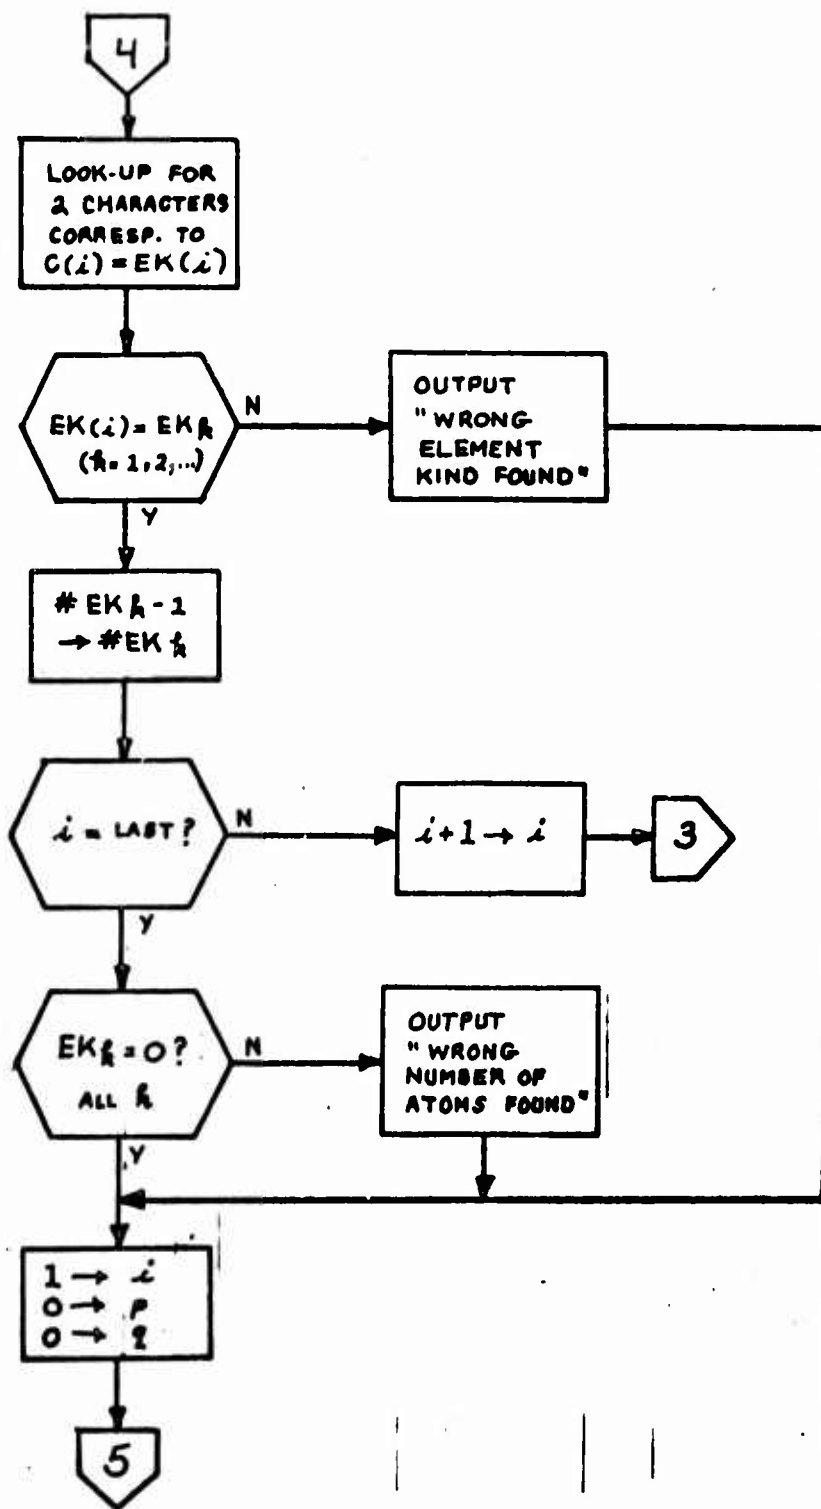 4
LOOK-UP FOR
2 CHARACTERS
CORRESP. TO
C(i) = EK(i)
EK(i) = EKk
(k = 1, 2, ...)
N
Y
OUTPUT
"WRONG
ELEMENT
KIND FOUND"
# EKk - 1
→ #EKk
i = LAST?
N
Y
i + 1 → i
3
EKk = 0?
ALL k
N
Y
OUTPUT
"WRONG
NUMBER OF
ATOMS FOUND"
1 → i
0 → p
0 → q
5